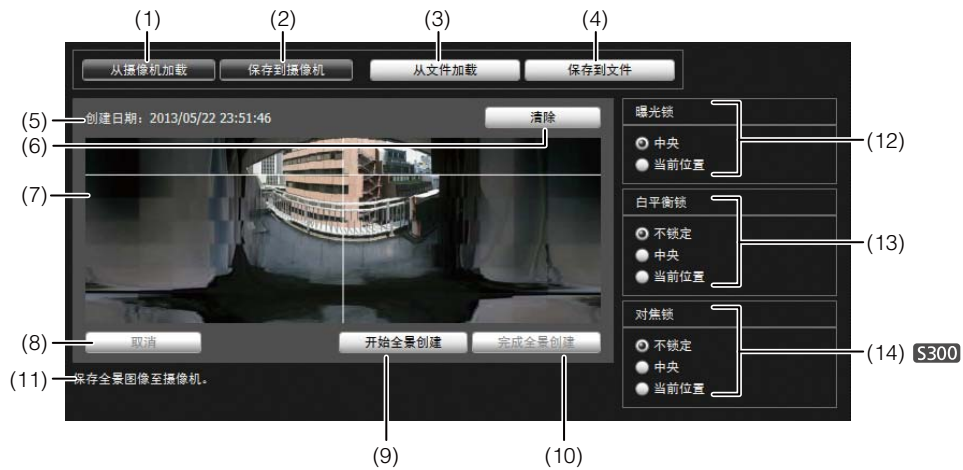 (1) (2) (3) (4)
从摄像机加载 保存到摄像机 从文件加载 保存到文件
(5) 创建日期：2013/05/22 23:51:46 清除
(6)
(7)
(8) 取消 开始全景创建 完成全景创建
(11) 保存全景图像至摄像机。
(9) (10)
曝光锁
中央
当前位置
(12)
白平衡锁
不锁定
中央
当前位置
(13)
对焦锁
不锁定
中央
当前位置
(14) S300